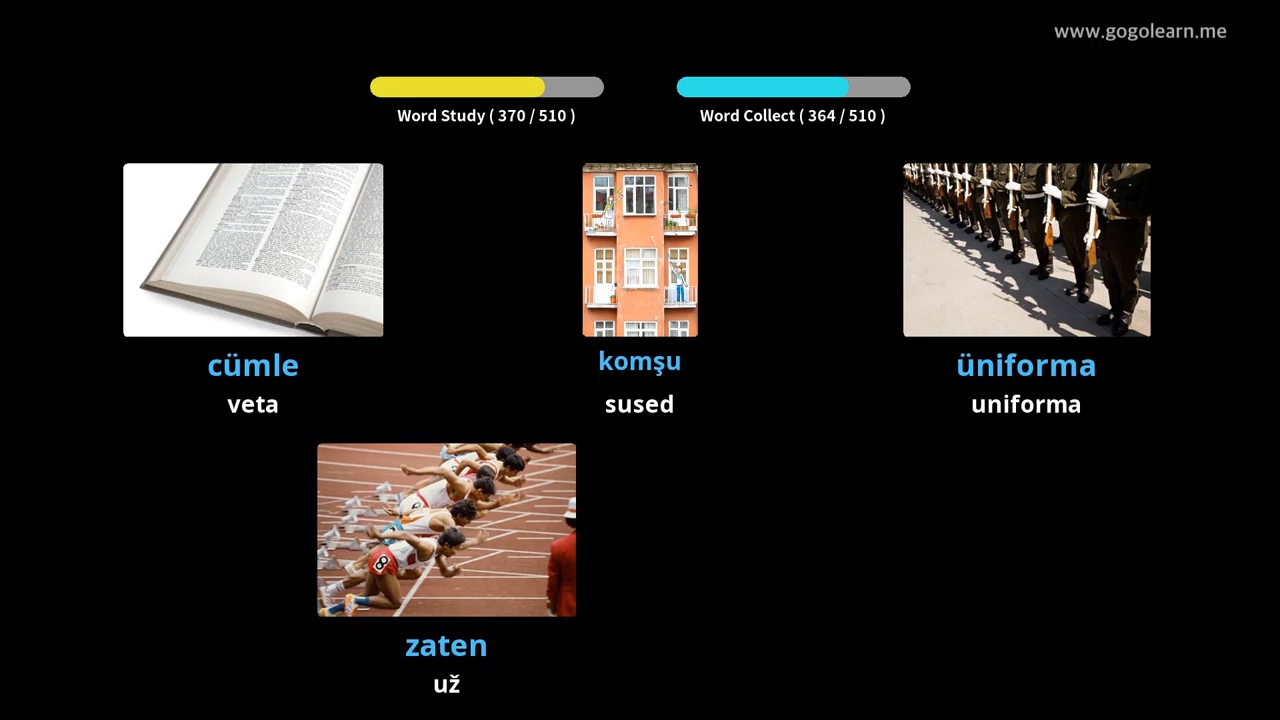 www.gogolearn.me
Word Study ( 370 / 510 )
Word Collect ( 364 / 510 )
cümle
veta
komşu
sused
üniforma
uniforma
zaten
už